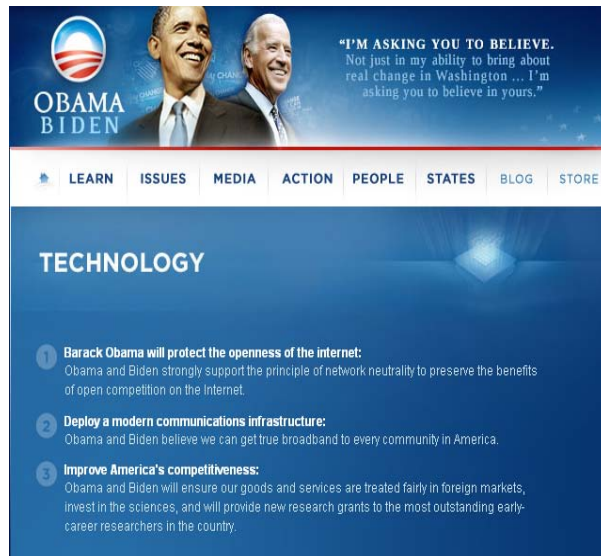 OBAMA
BIDEN
“I’M ASKING YOU TO BELIEVE.
Not just in my ability to bring about
real change in Washington ... I’m
asking you to believe in yours.”
LEARN ISSUES MEDIA ACTION PEOPLE STATES BLOG STORE
TECHNOLOGY
1 Barack Obama will protect the openness of the internet:
Obama and Biden strongly support the principle of network neutrality to preserve the benefits
of open competition on the Internet.
2 Deploy a modern communications infrastructure:
Obama and Biden believe we can get true broadband to every community in America.
3 Improve America's competitiveness:
Obama and Biden will ensure our goods and services are treated fairly in foreign markets,
invest in the sciences, and will provide new research grants to the most outstanding early-
career researchers in the country.